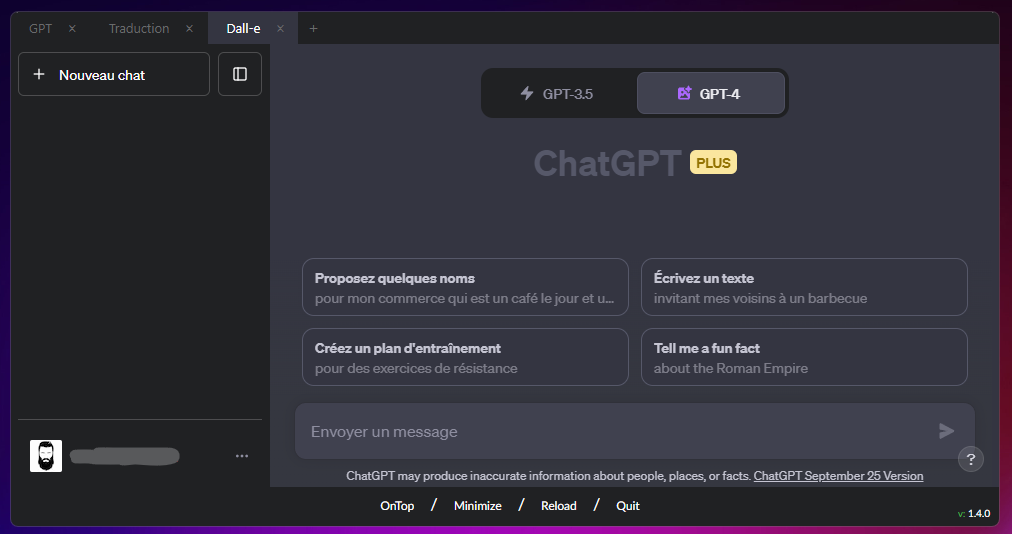 GPT × Traduction × Dall-e × +
+ Nouveau chat
GPT-3.5 GPT-4
ChatGPT PLUS
Proposez quelques noms
pour mon commerce qui est un café le jour et u...
Écrivez un texte
invitant mes voisins à un barbecue
Créez un plan d'entraînement
pour des exercices de résistance
Tell me a fun fact
about the Roman Empire
Envoyer un message
?
ChatGPT may produce inaccurate information about people, places, or facts. ChatGPT September 25 Version
OnTop / Minimize / Reload / Quit
v: 1.4.0